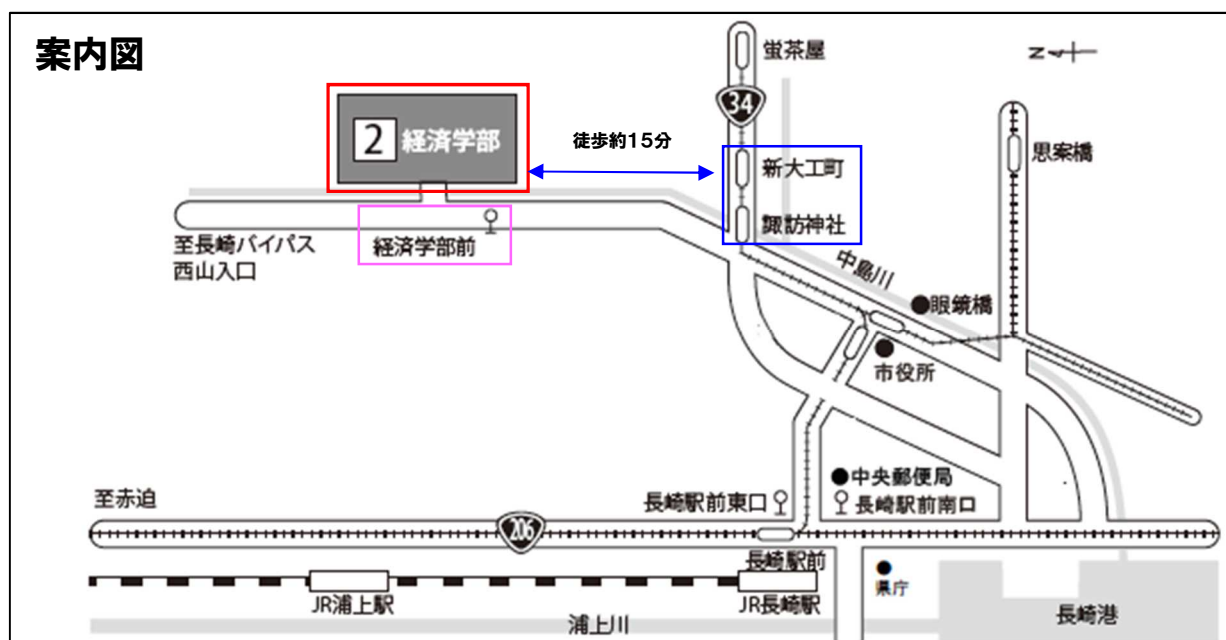 案内図
蛍茶屋
N
34
思案橋
2 経済学部
徒歩約15分
新大工町
諏訪神社
経済学部前
至長崎バイパス
西山入口
中島川
眼鏡橋
市役所
中央郵便局
至赤迫
長崎駅前東口
長崎駅前南口
206
長崎駅前
県庁
JR浦上駅
JR長崎駅
長崎港
浦上川